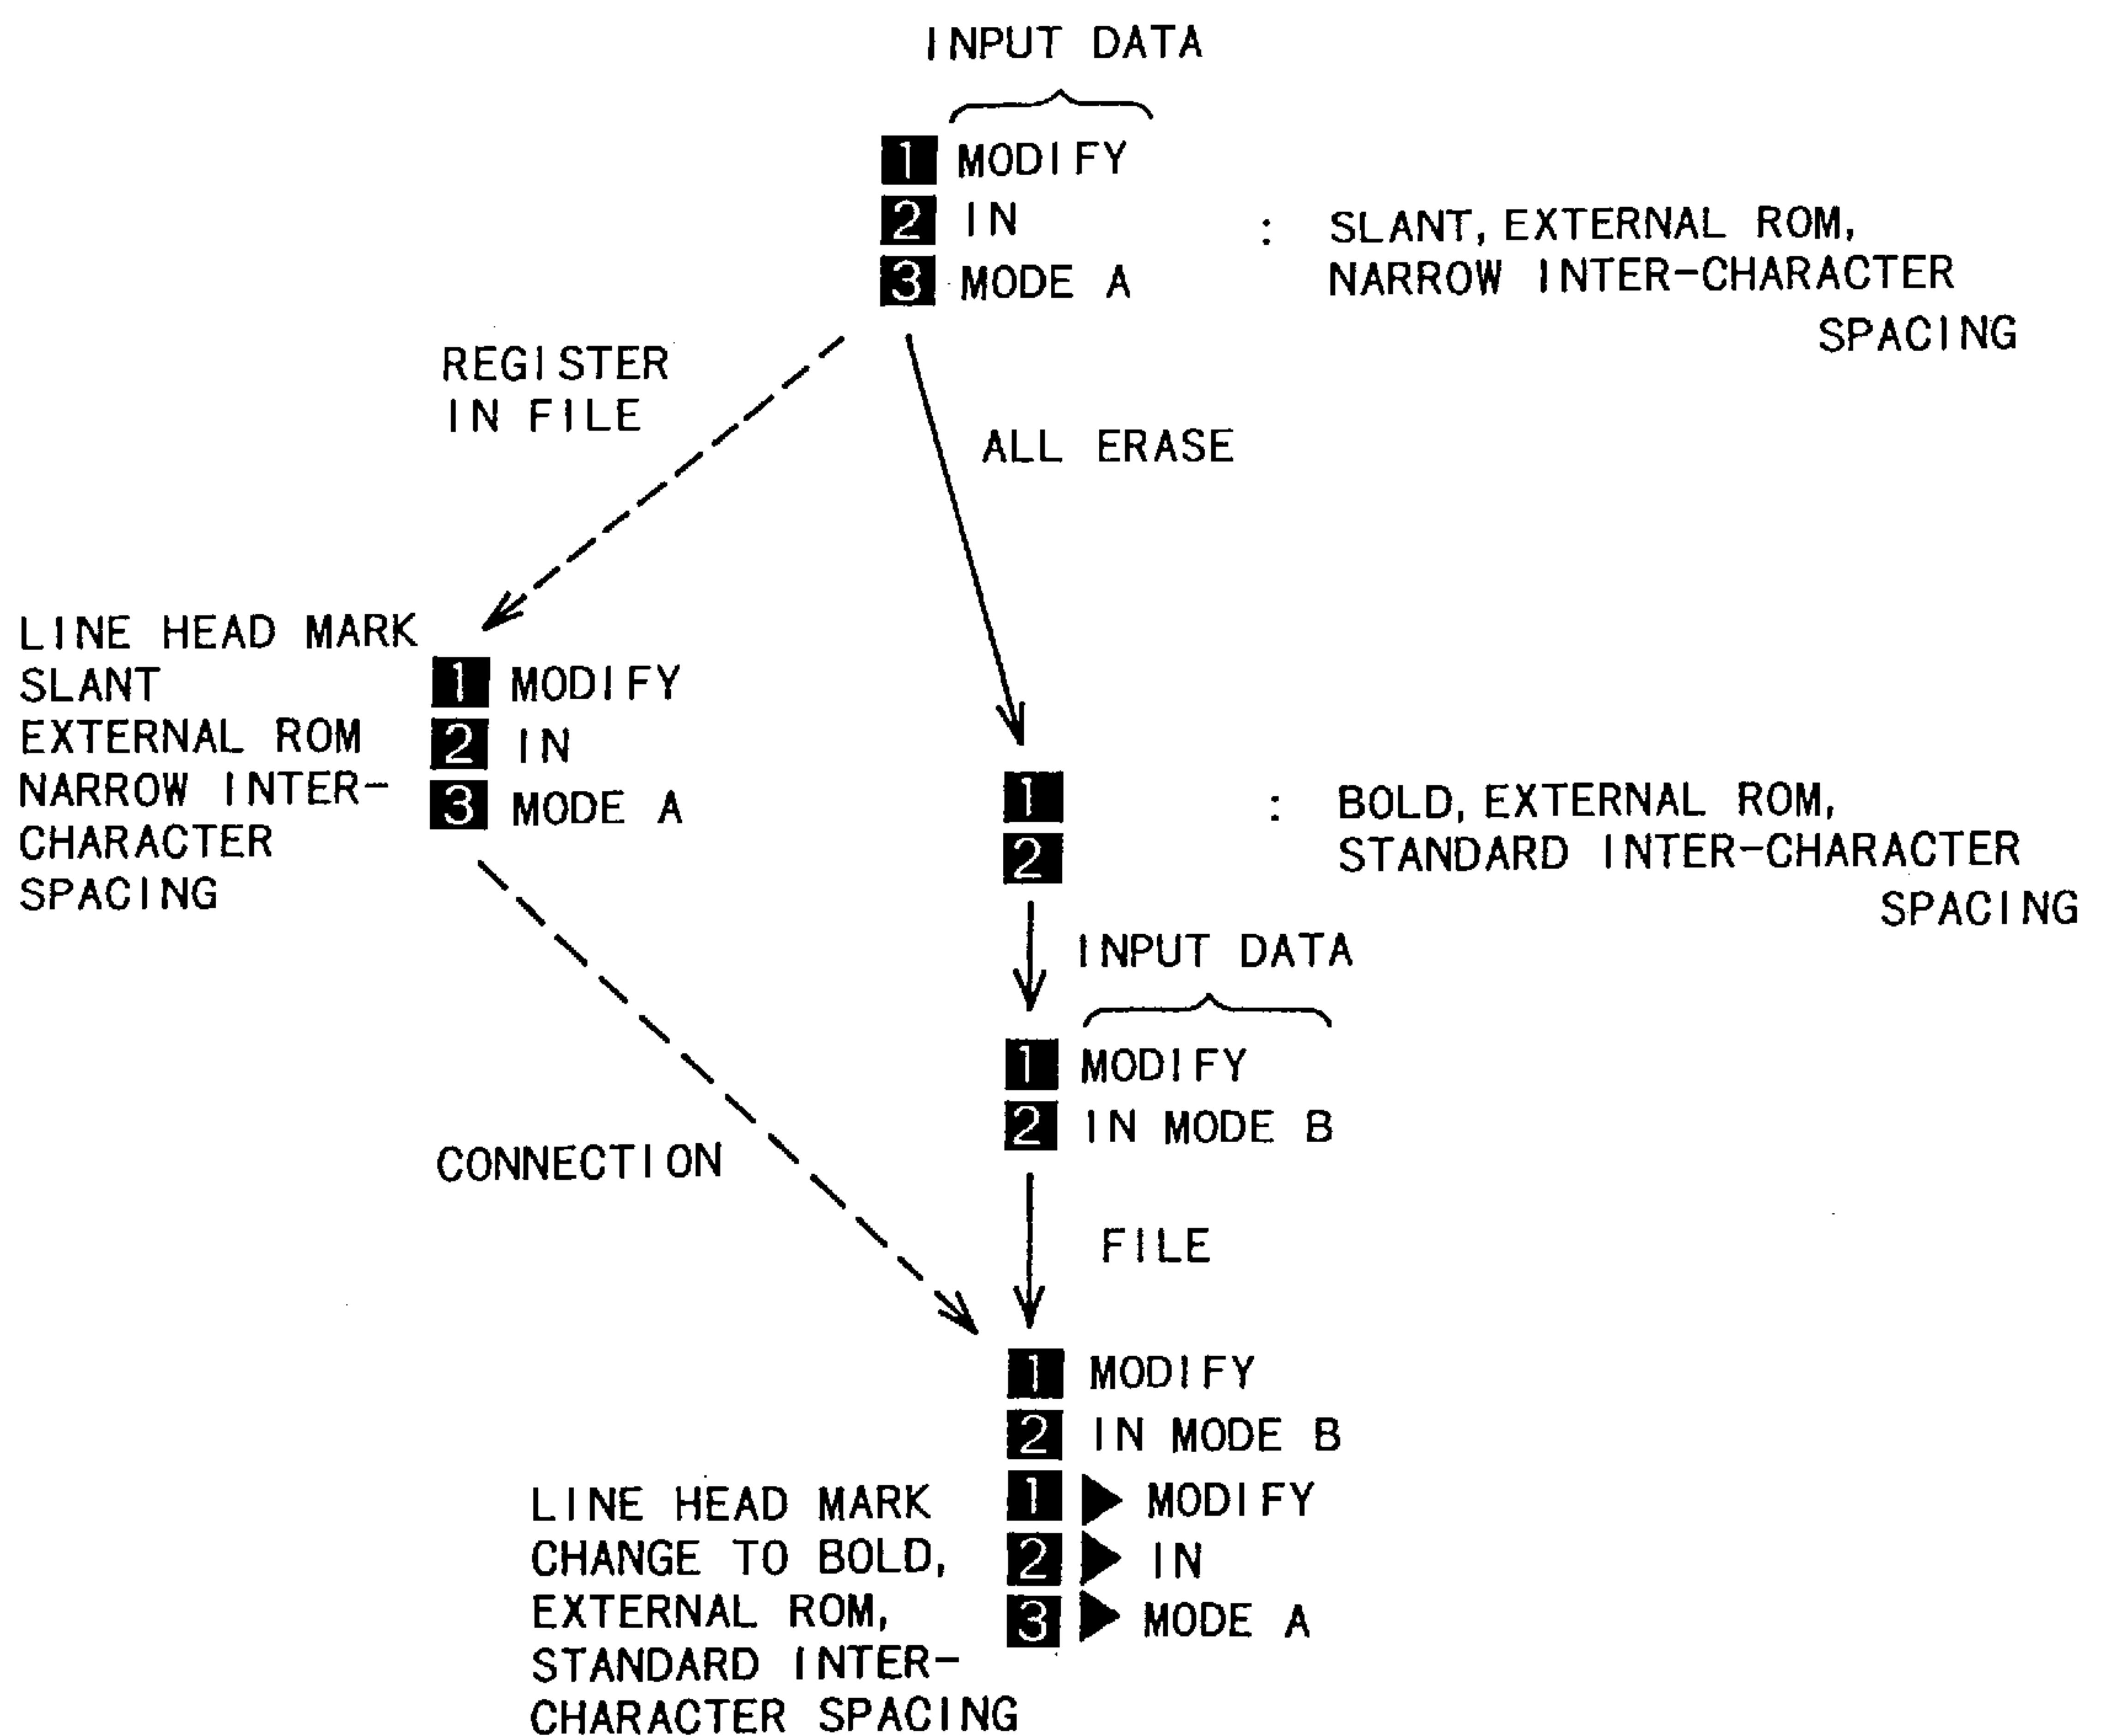 INPUT DATA
1 MODIFY
2 IN
3 MODE A
: SLANT, EXTERNAL ROM,
NARROW INTER-CHARACTER
SPACING
REGISTER
IN FILE
ALL ERASE
LINE HEAD MARK
SLANT
EXTERNAL ROM
NARROW INTER-
CHARACTER
SPACING
1 MODIFY
2 IN
3 MODE A
1
2
: BOLD, EXTERNAL ROM,
STANDARD INTER-CHARACTER
SPACING
INPUT DATA
1 MODIFY
2 IN MODE B
CONNECTION
FILE
1 MODIFY
2 IN MODE B
1 ▶ MODIFY
2 ▶ IN
3 ▶ MODE A
LINE HEAD MARK
CHANGE TO BOLD,
EXTERNAL ROM,
STANDARD INTER-
CHARACTER SPACING